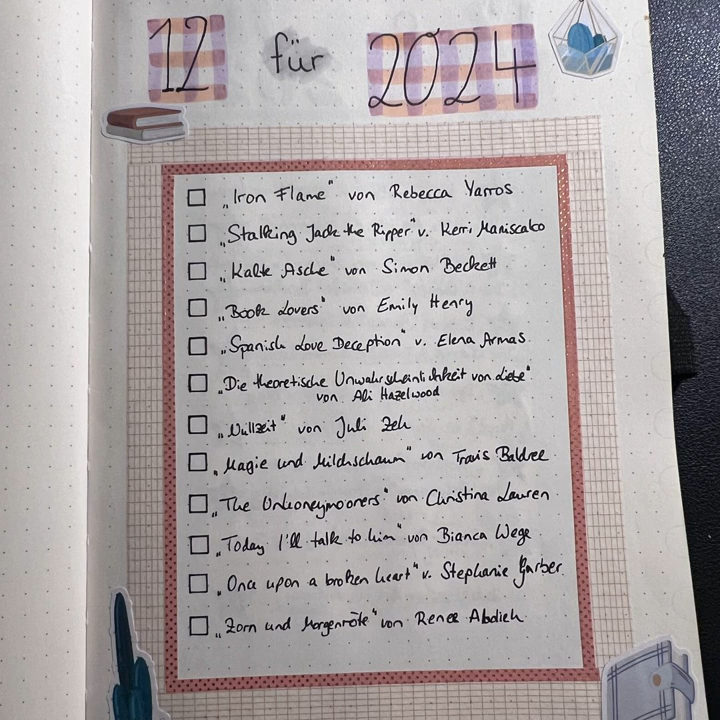 12 für 2024
„Iron Flame" von Rebecca Yarros
„Stalking Jack the Ripper" v. Kerri Maniscalco
„Kalte Asche" von Simon Beckett
„Book Lovers" von Emily Henry
„Spanish Love Deception" v. Elena Armas
„Die theoretische Unwahrscheinlichkeit von Liebe"
von Ali Hazelwood
„Nullzeit" von Juli Zeh
„Magie und Milchschaum" von Travis Baldree
„The Unhoneymooners" von Christina Lauren
„Today I'll talk to him" von Bianca Wege
„Once upon a broken heart" v. Stephanie Garber
„Zorn und Morgenröte" von Renee Abdieh